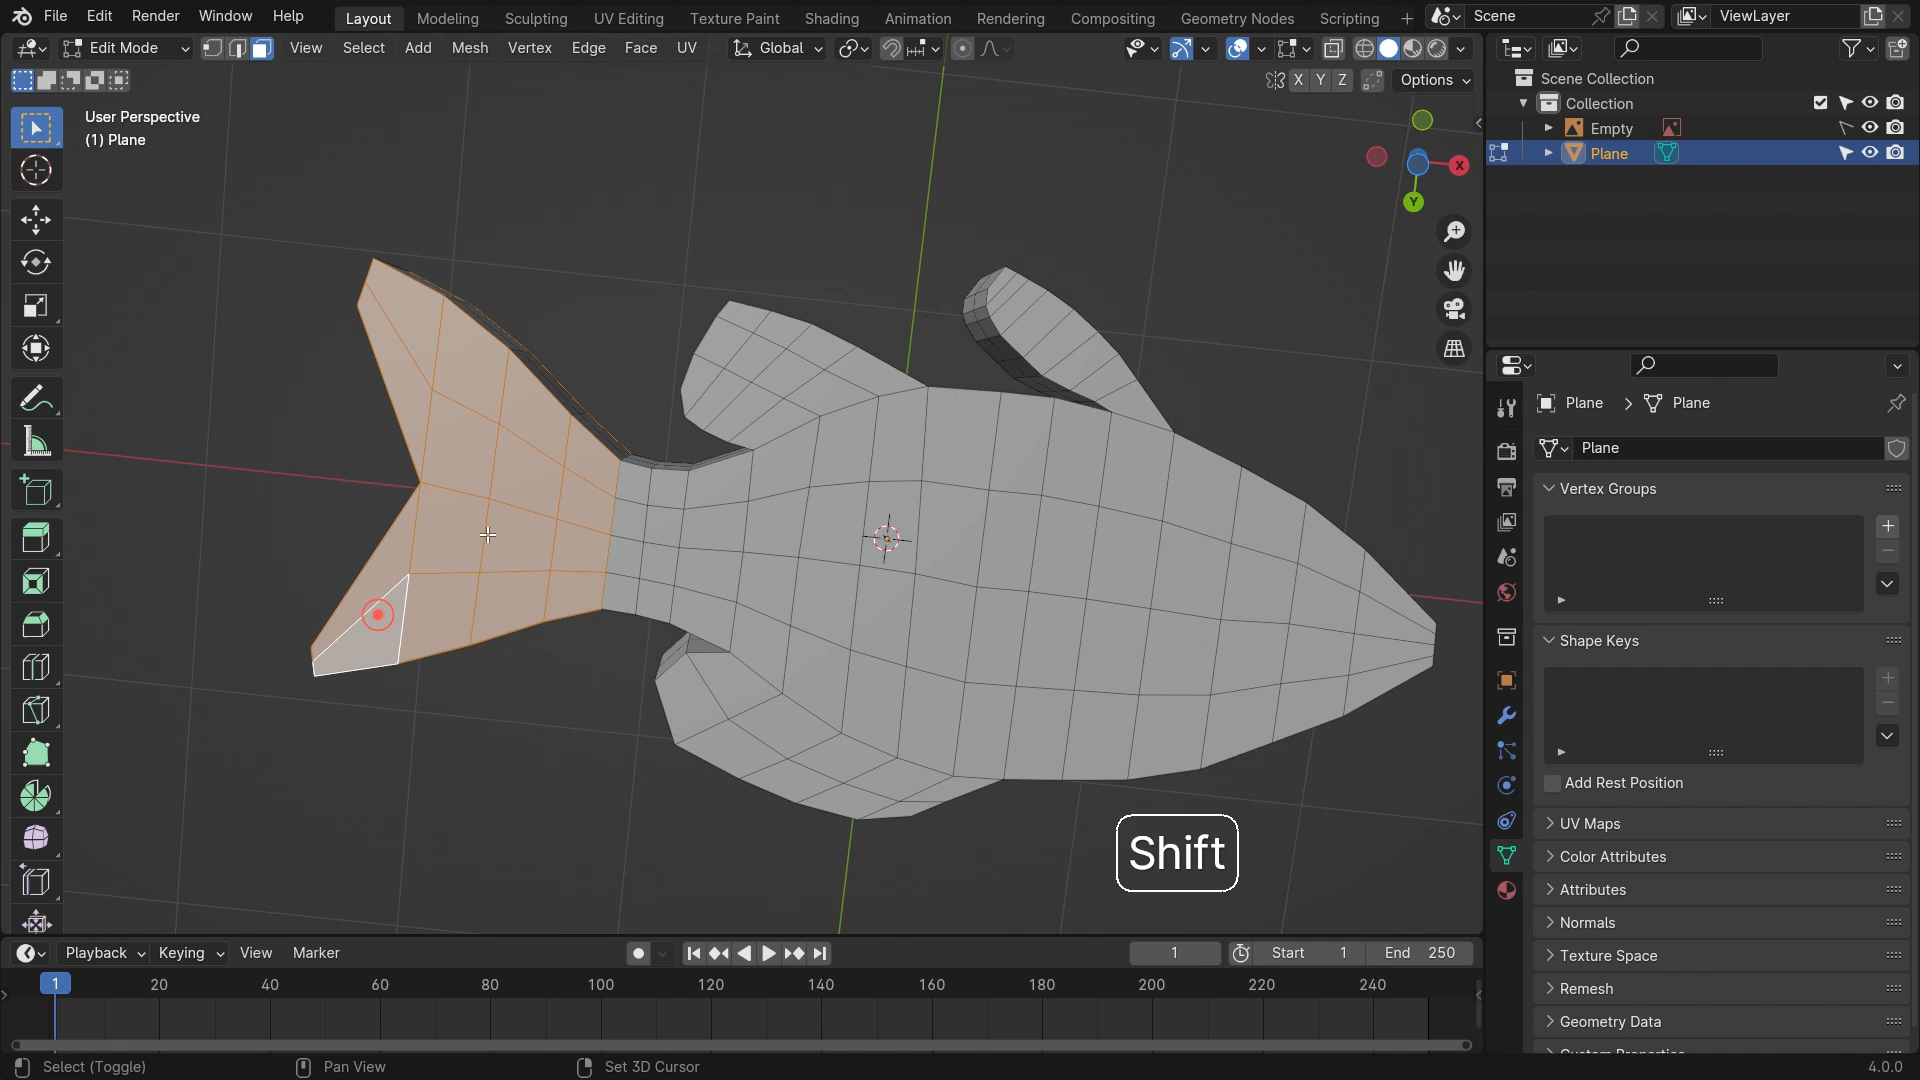 File Edit Render Window Help Layout Modeling Sculpting UV Editing Texture Paint Shading Animation Rendering Compositing Geometry Nodes Scripting Scene ViewLayer
Edit Mode View Select Add Mesh Vertex Edge Face UV Global
X Y Z Options
User Perspective
(1) Plane
X
Y
Scene Collection
Collection
Empty
Plane
Plane Plane
Plane
Vertex Groups
Shape Keys
Add Rest Position
UV Maps
Color Attributes
Attributes
Normals
Texture Space
Remesh
Geometry Data
Custom Properties
Shift
Playback Keying View Marker 1 Start 1 End 250
1 20 40 60 80 100 120 140 160 180 200 220 240
Select (Toggle) Pan View Set 3D Cursor 4.0.0